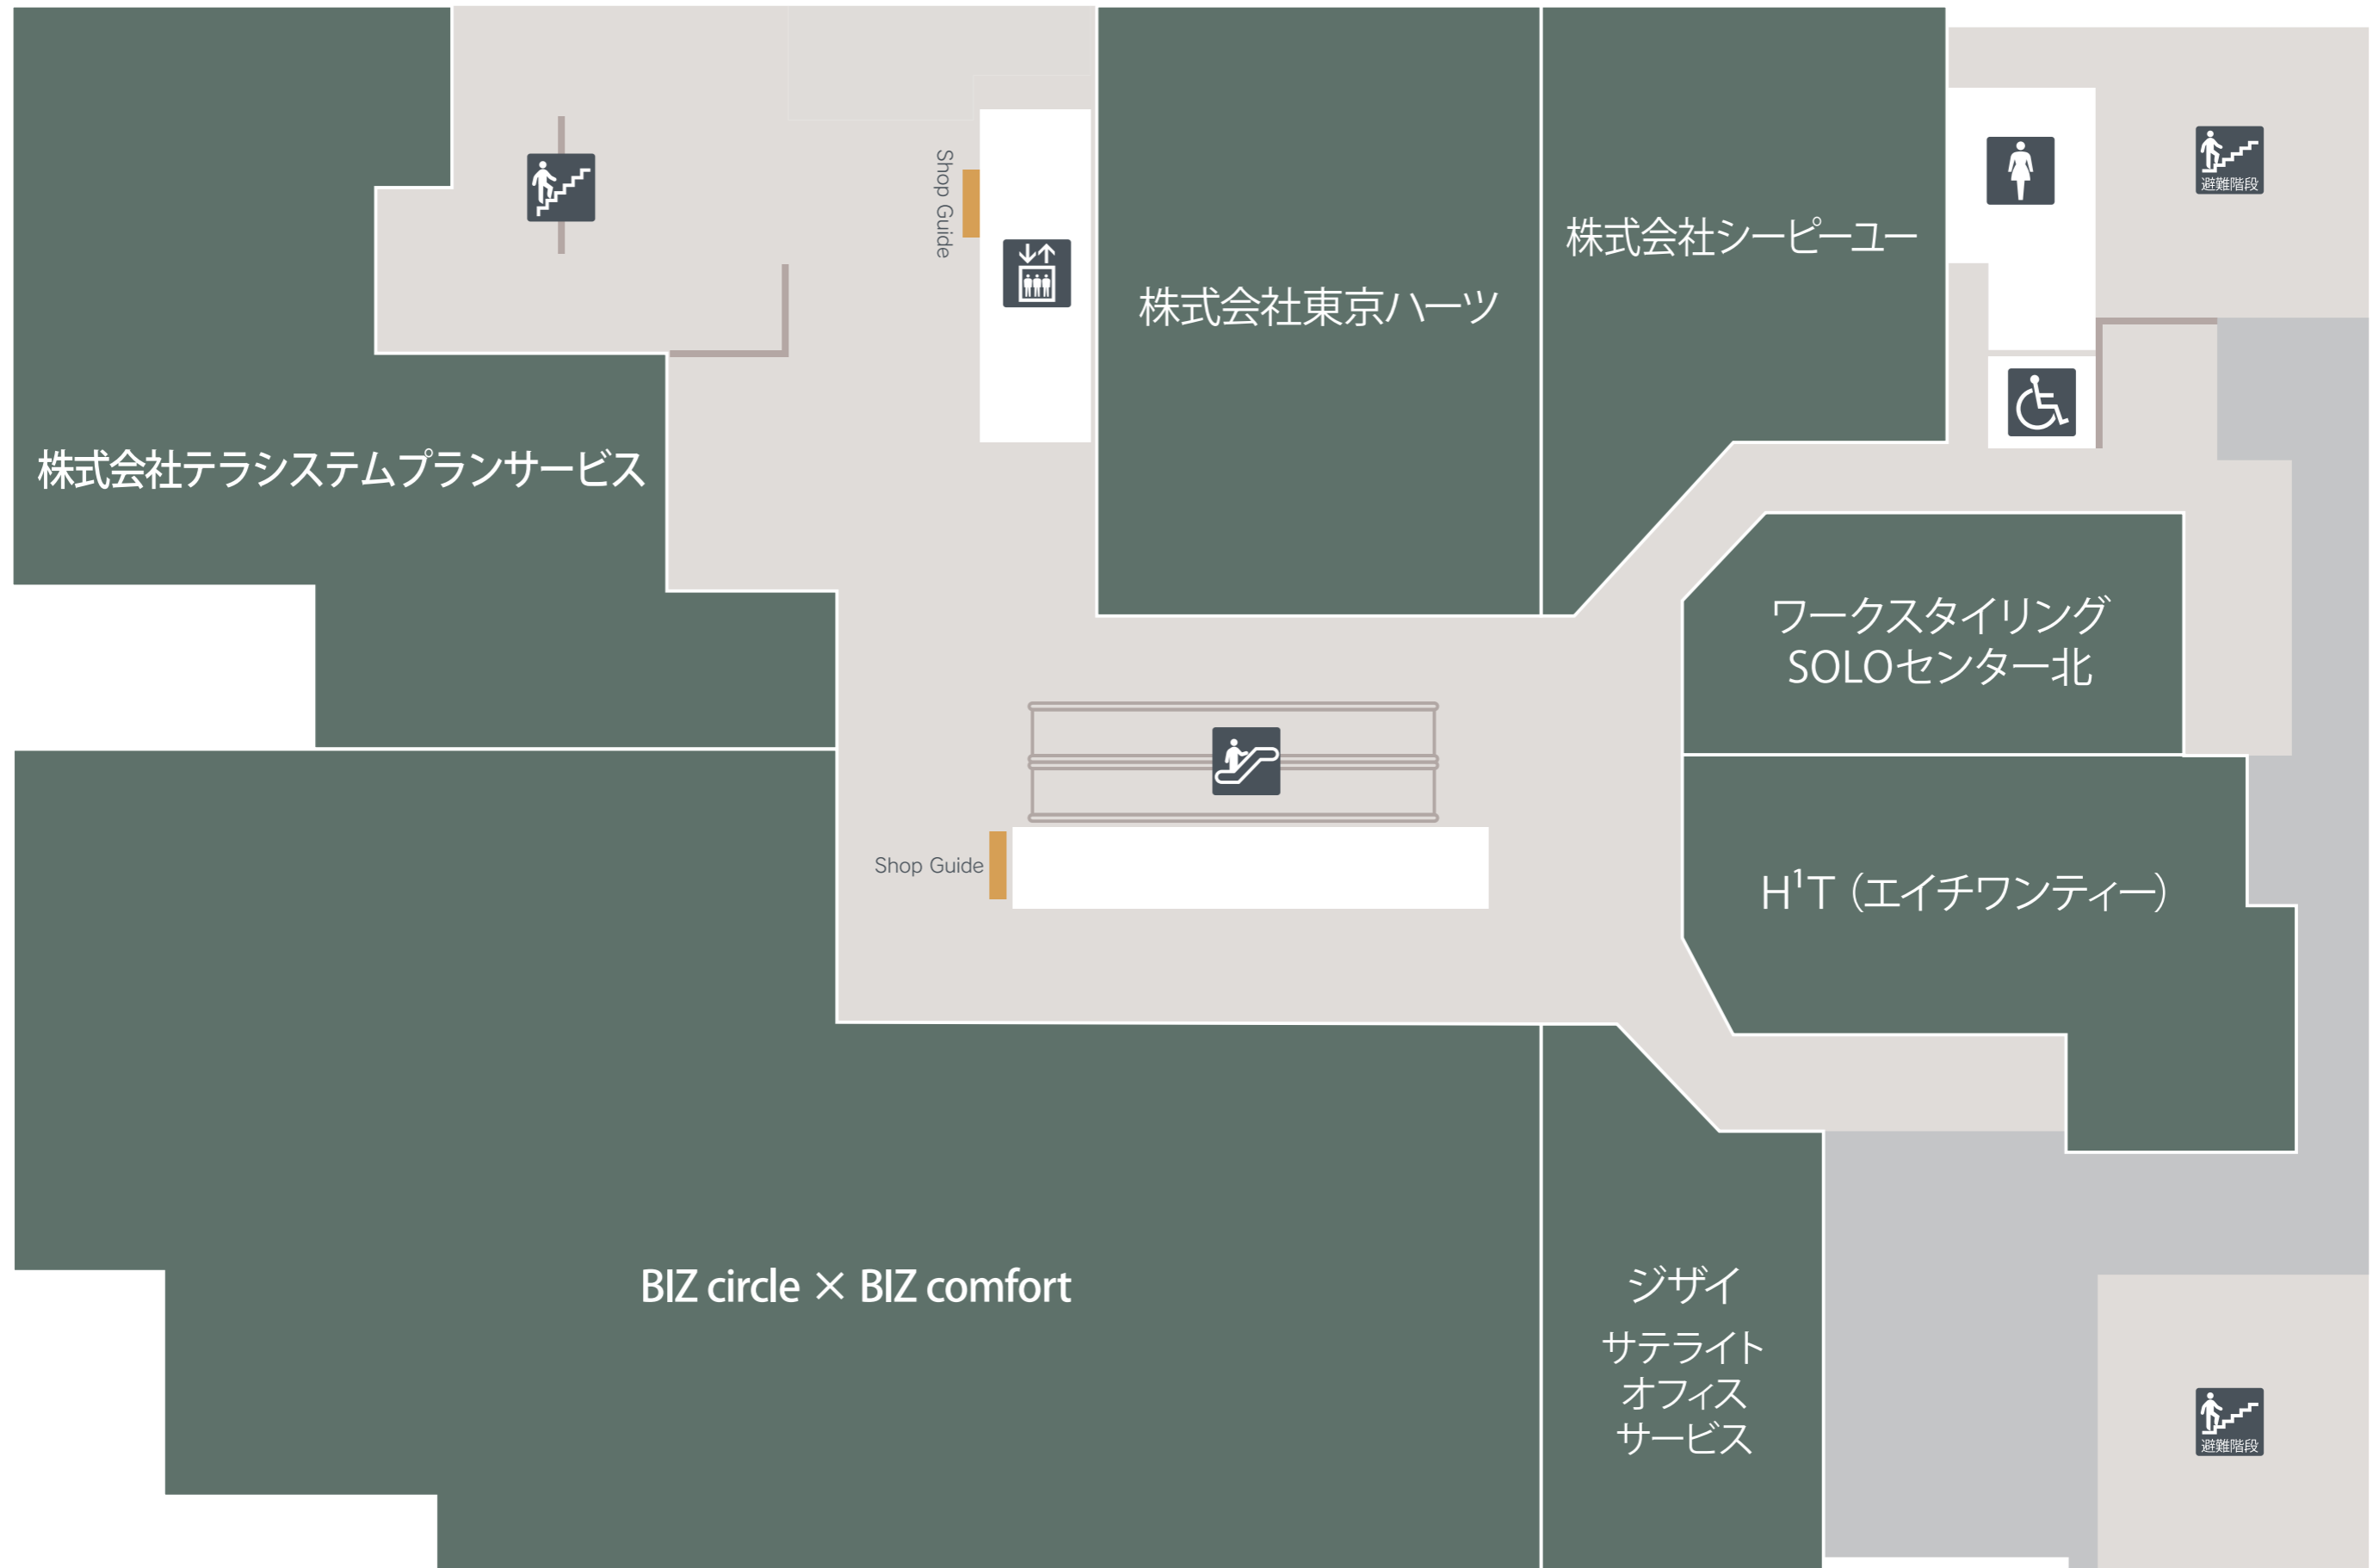 避難階段
Shop Guide
株式会社シーピーユー
株式会社東京ハーツ
株式会社テラシステムプランサービス
ワークスタイリング
SOLOセンター北
Shop Guide
H¹T（エイチワンティー）
BIZ circle × BIZ comfort
ジザイ
サテライト
オフィス
サービス
避難階段